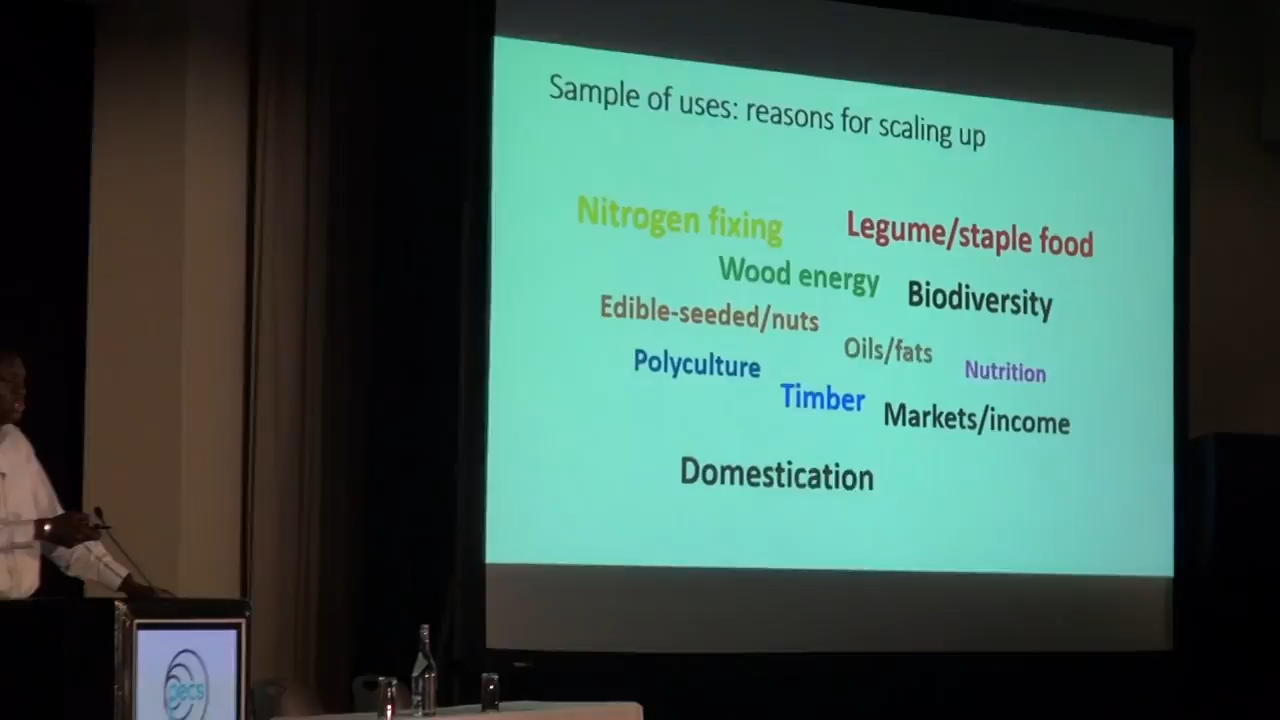 Sample of uses: reasons for scaling up
Nitrogen fixing
Legume/staple food
Wood energy
Biodiversity
Edible-seeded/nuts
Oils/fats
Nutrition
Polyculture
Timber
Markets/income
Domestication
pecs